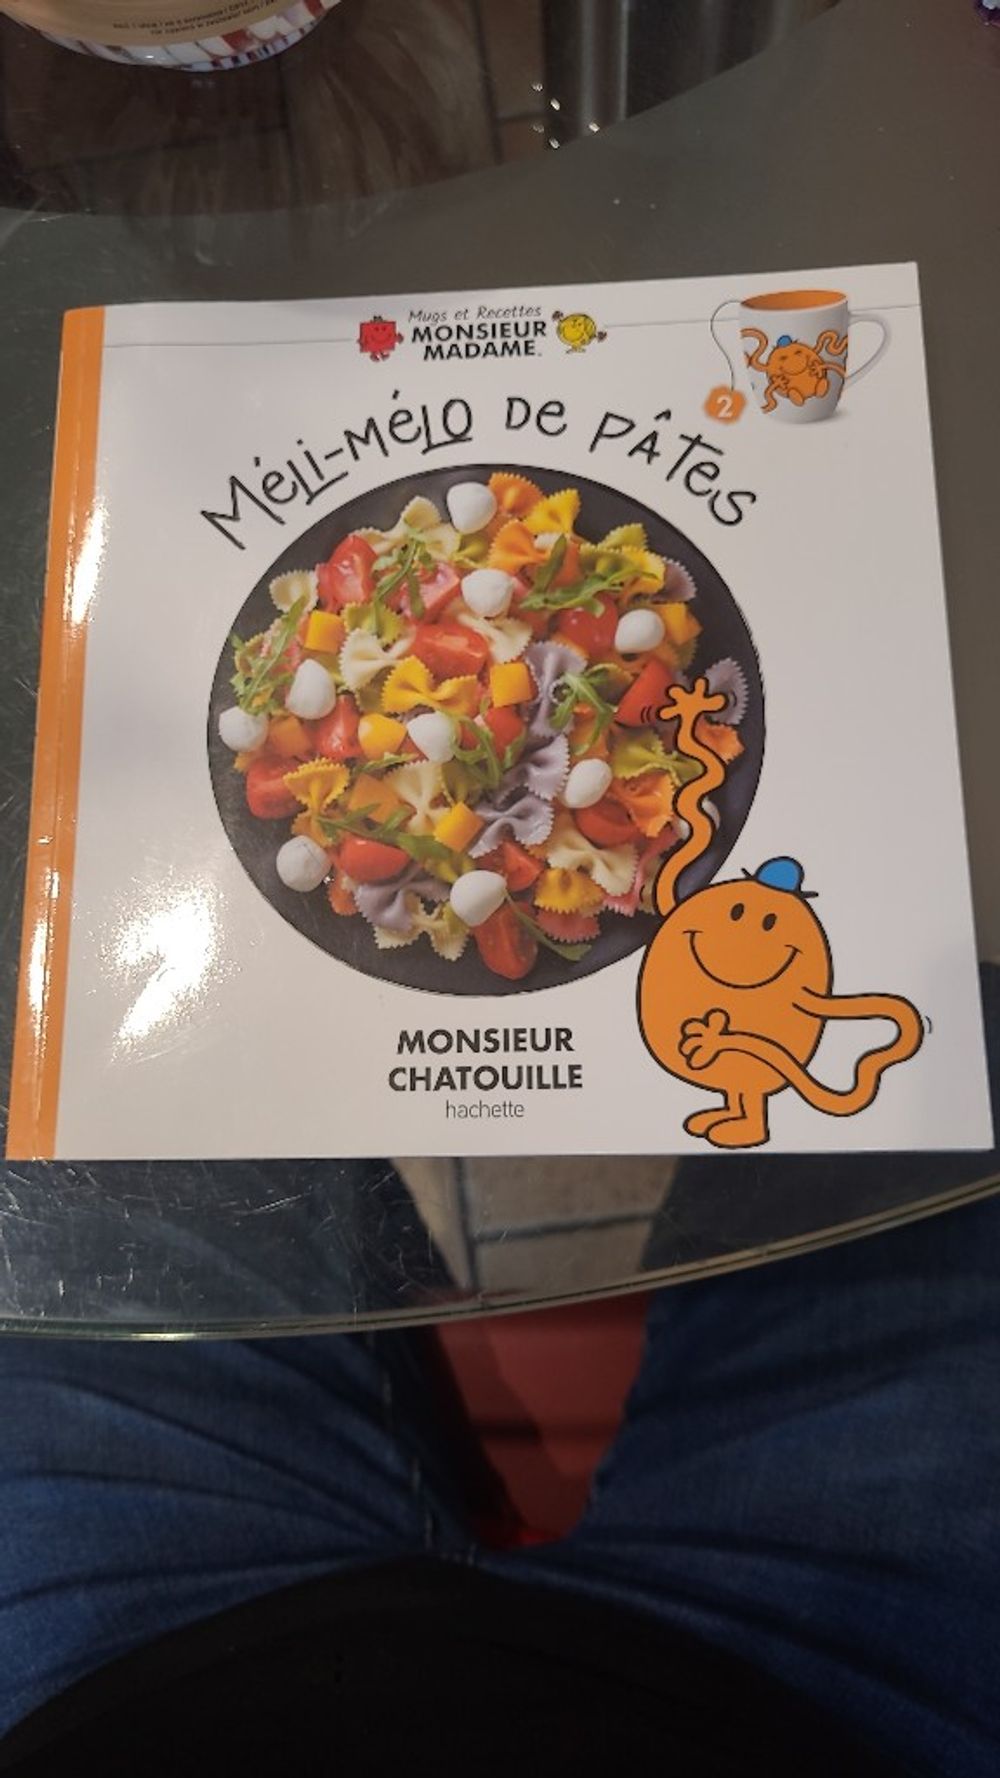 Mugs et Recettes
MONSIEUR
MADAME.
2
Méli-Mélo de pâtes
MONSIEUR
CHATOUILLE
hachette